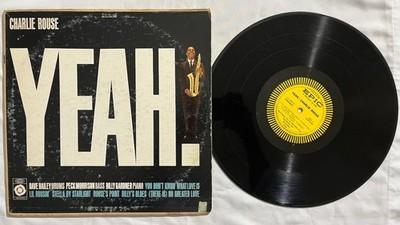 CHARLIE ROUSE
YEAH.
DAVE BAILEY DRUMS PECK MORRISON BASS BILLY GARDNER PIANO YOU DON'T KNOW WHAT LOVE IS
LIL ROUSIN' STELLA BY STARLIGHT ROUSE'S POINT BILLY'S BLUES (THERE IS) NO GREATER LOVE
EPIC